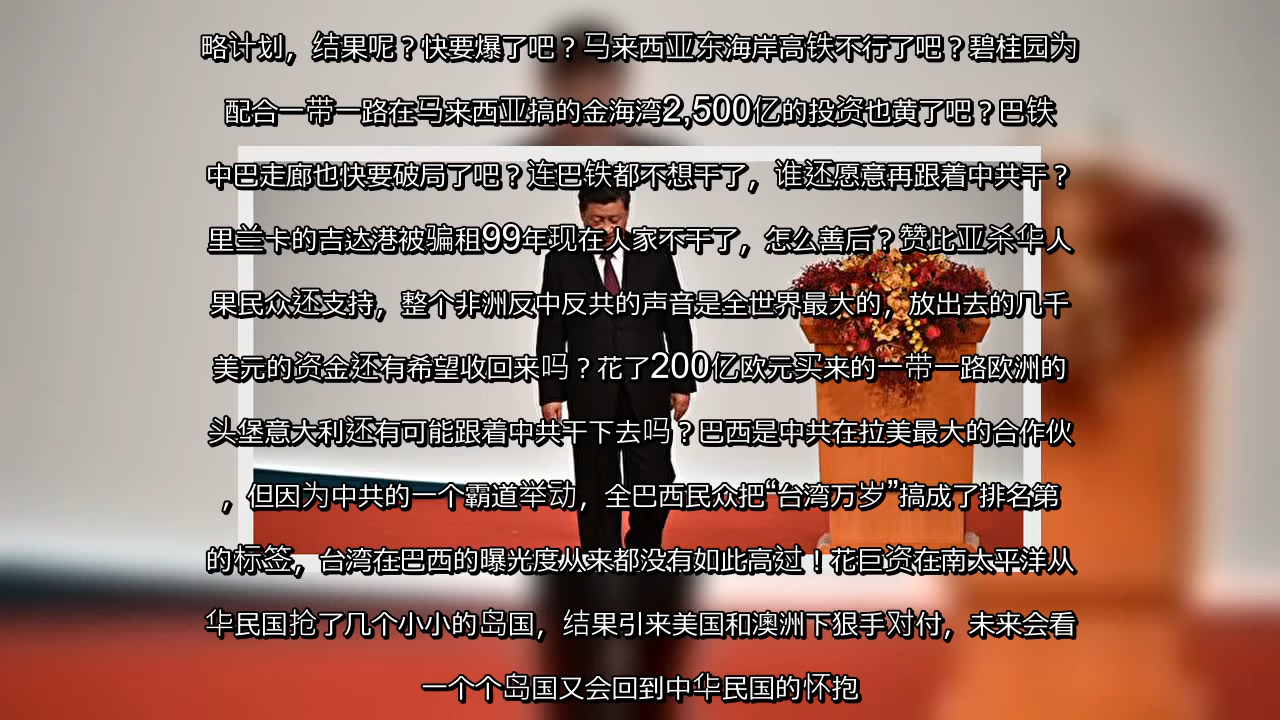 略计划，结果呢？快要爆了吧？马来西亚东海岸高铁不行了吧？碧桂园为
配合一带一路在马来西亚搞的金海湾2,500亿的投资也黄了吧？巴铁
中巴走廊也快要破局了吧？连巴铁都不想干了，谁还愿意再跟着中共干？
里兰卡的吉达港被骗租99年现在人家不干了，怎么善后？赞比亚杀华人
果民众还支持，整个非洲反中反共的声音是全世界最大的，放出去的几千
美元的资金还有希望收回来吗？花了200亿欧元买来的一带一路欧洲的
头堡意大利还有可能跟着中共干下去吗？巴西是中共在拉美最大的合作伙
，但因为中共的一个霸道举动，全巴西民众把“台湾万岁”搞成了排名第
的标签，台湾在巴西的曝光度从来都没有如此高过！花巨资在南太平洋从
华民国抢了几个小小的岛国，结果引来美国和澳洲下狠手对付，未来会看
一个个岛国又会回到中华民国的怀抱